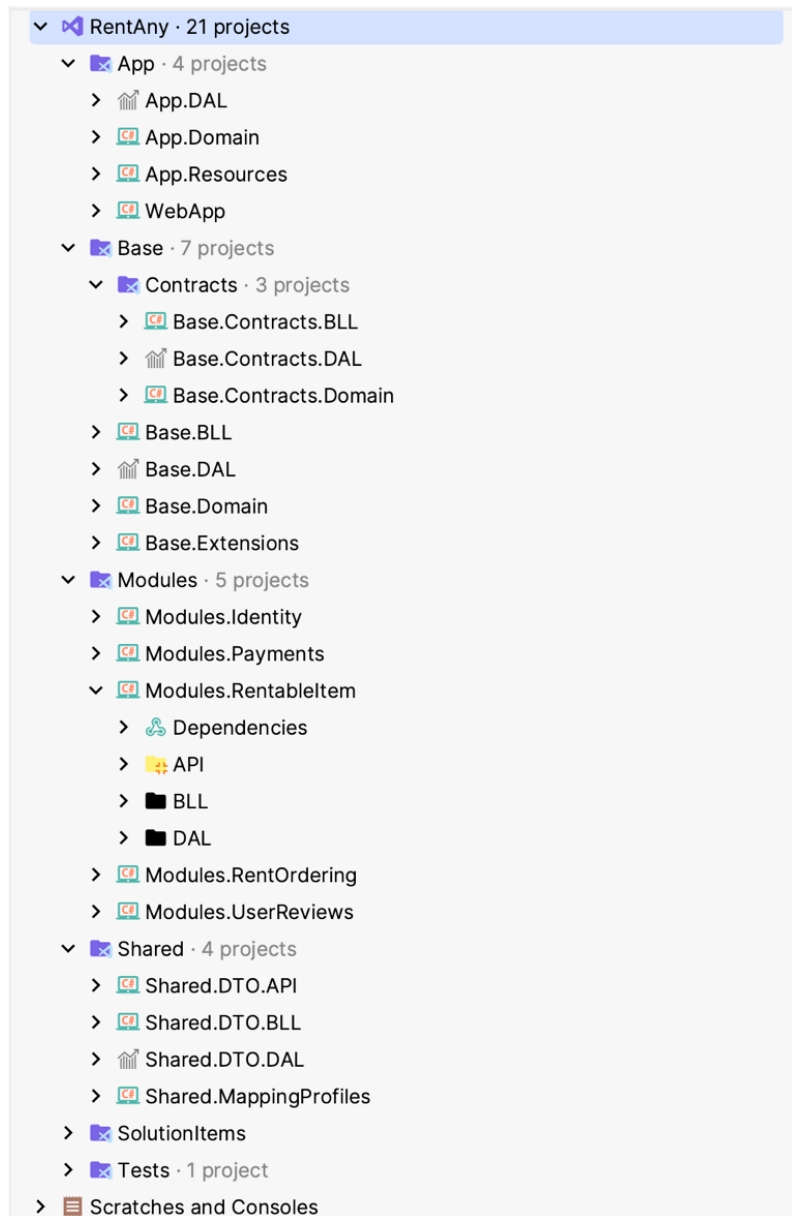 RentAny · 21 projects
App · 4 projects
App.DAL
C# App.Domain
C# App.Resources
C# WebApp
Base · 7 projects
Contracts · 3 projects
C# Base.Contracts.BLL
Base.Contracts.DAL
C# Base.Contracts.Domain
C# Base.BLL
Base.DAL
C# Base.Domain
C# Base.Extensions
Modules · 5 projects
C# Modules.Identity
C# Modules.Payments
C# Modules.RentableItem
Dependencies
API
BLL
DAL
C# Modules.RentOrdering
C# Modules.UserReviews
Shared · 4 projects
C# Shared.DTO.API
C# Shared.DTO.BLL
Shared.DTO.DAL
C# Shared.MappingProfiles
SolutionItems
Tests · 1 project
Scratches and Consoles